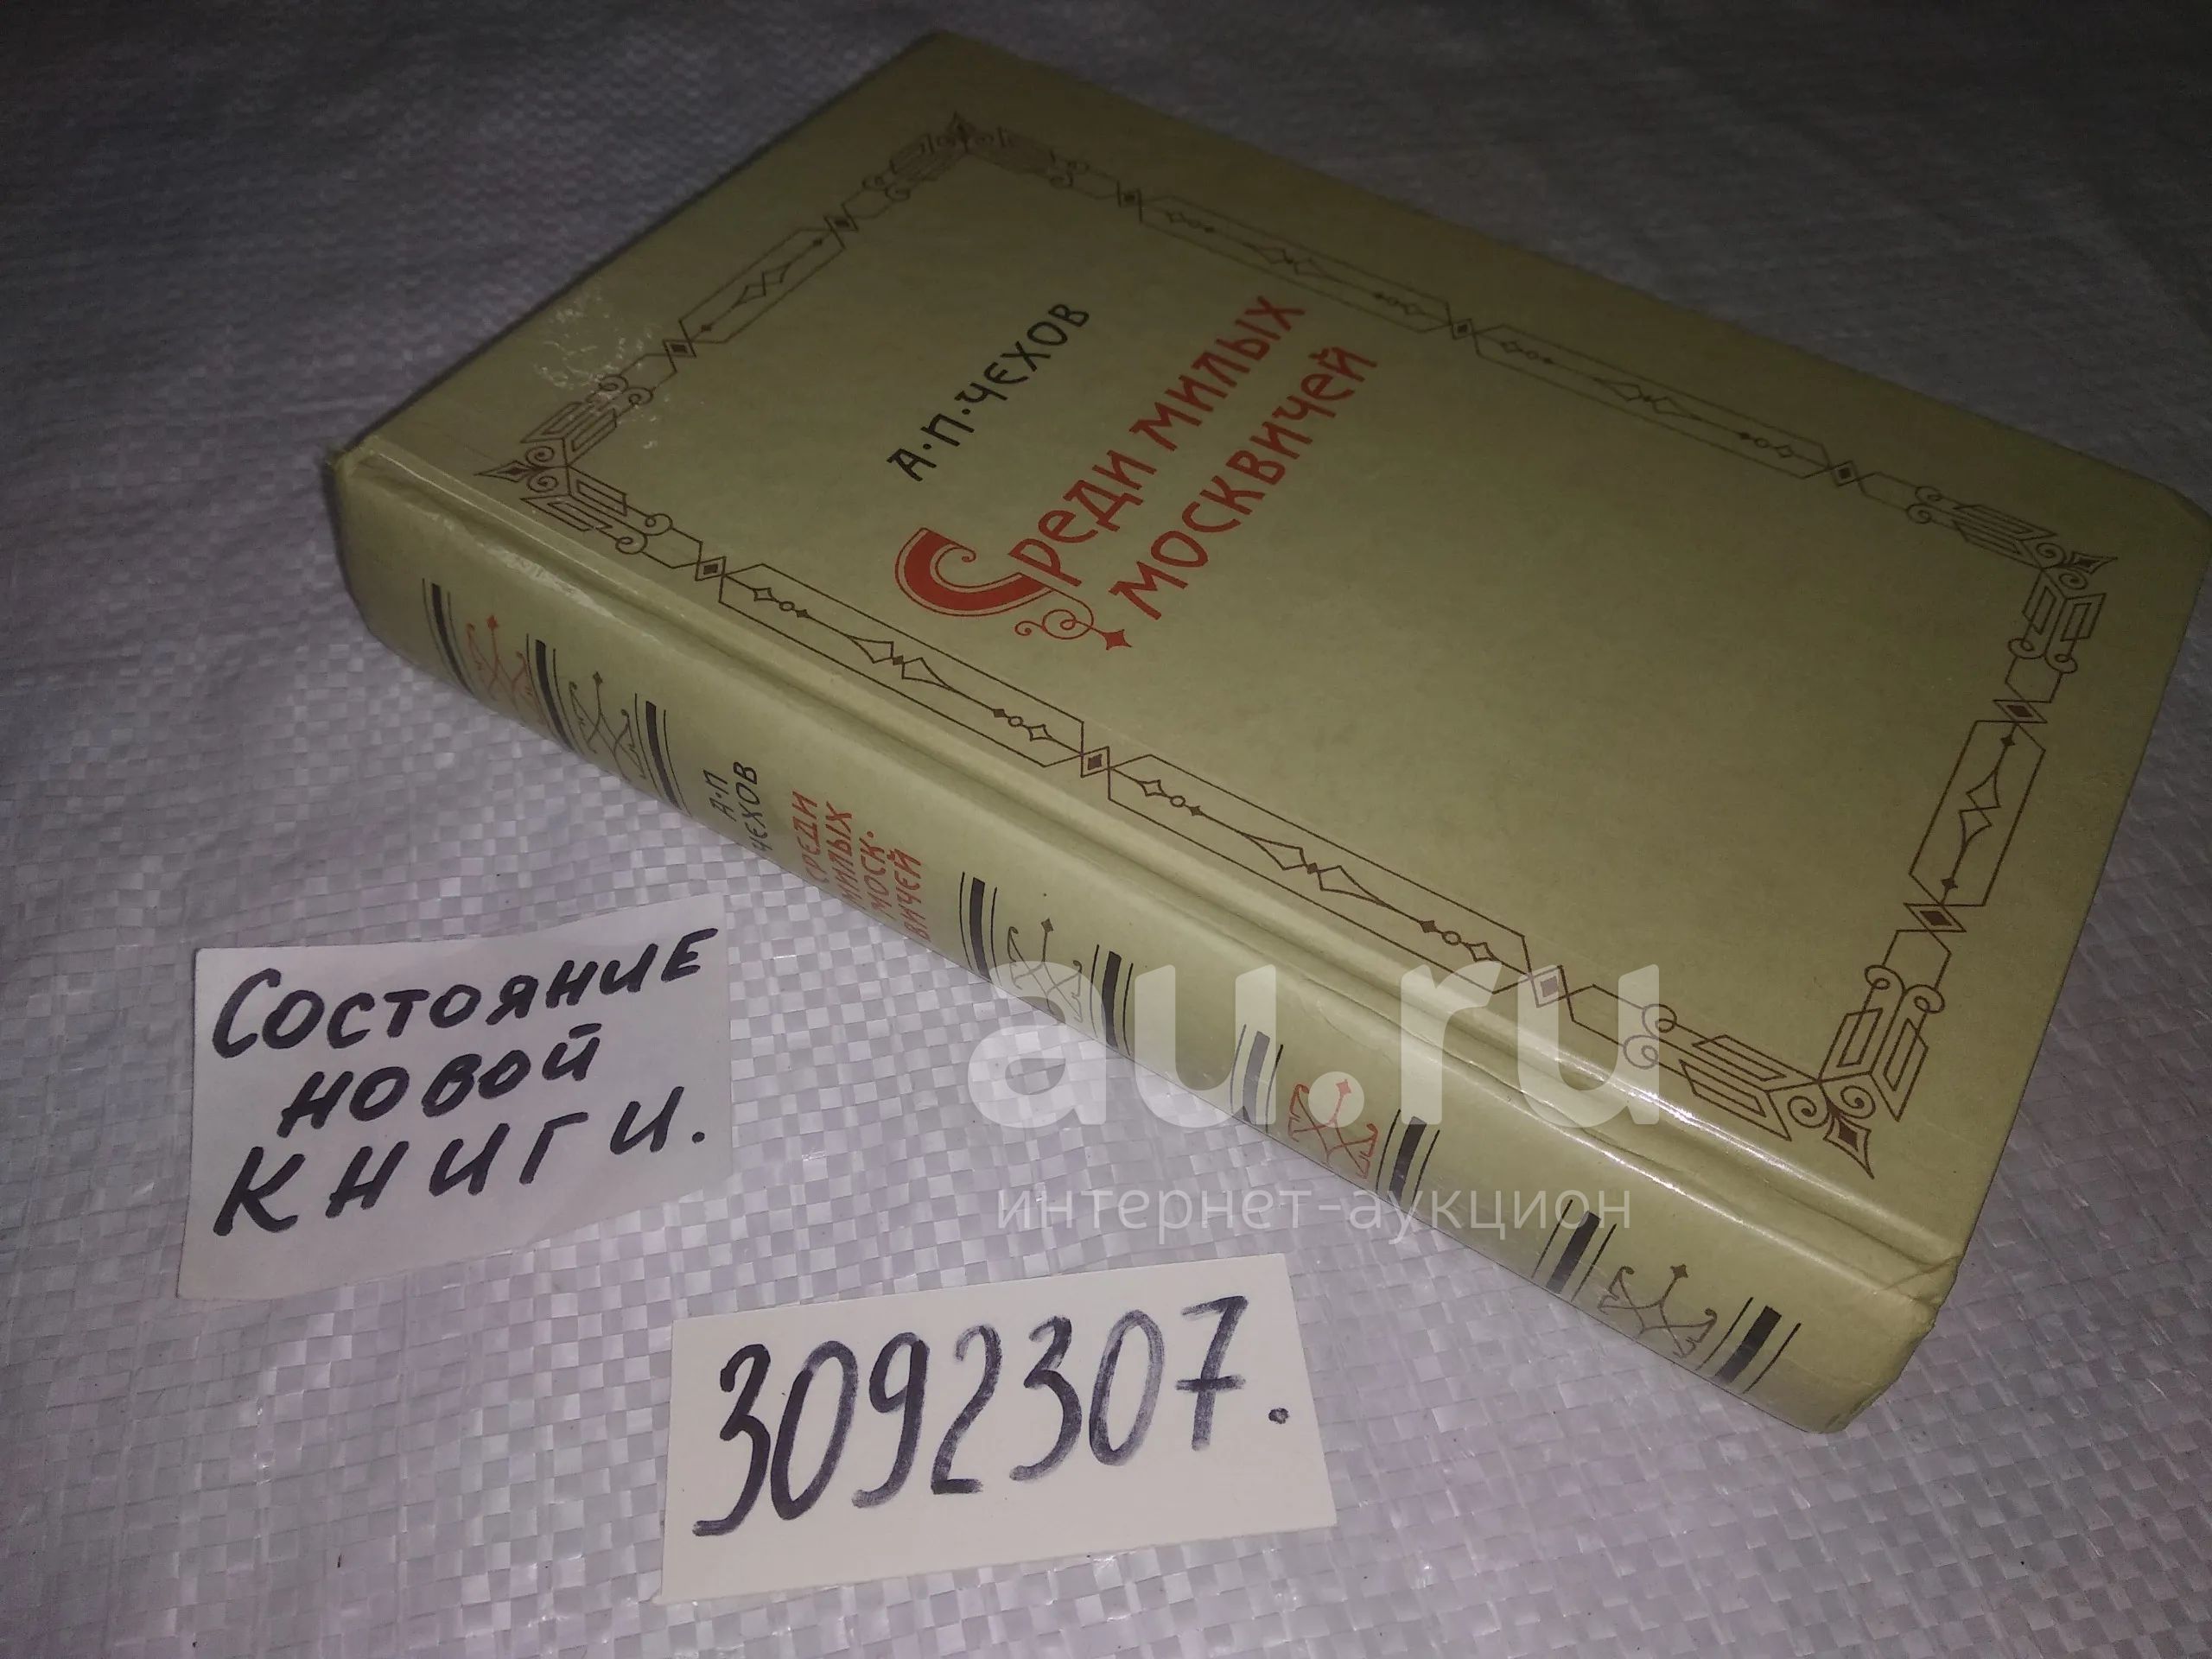 А·П·ЧЕХОВ
Среди милых
москвичей
А·П
ЧЕХОВ
СРЕДИ
МИЛЫХ
МОСК·
ВИЧЕЙ
Состояние
новой
книги.
au.ru
интернет-аукцион
3092307.